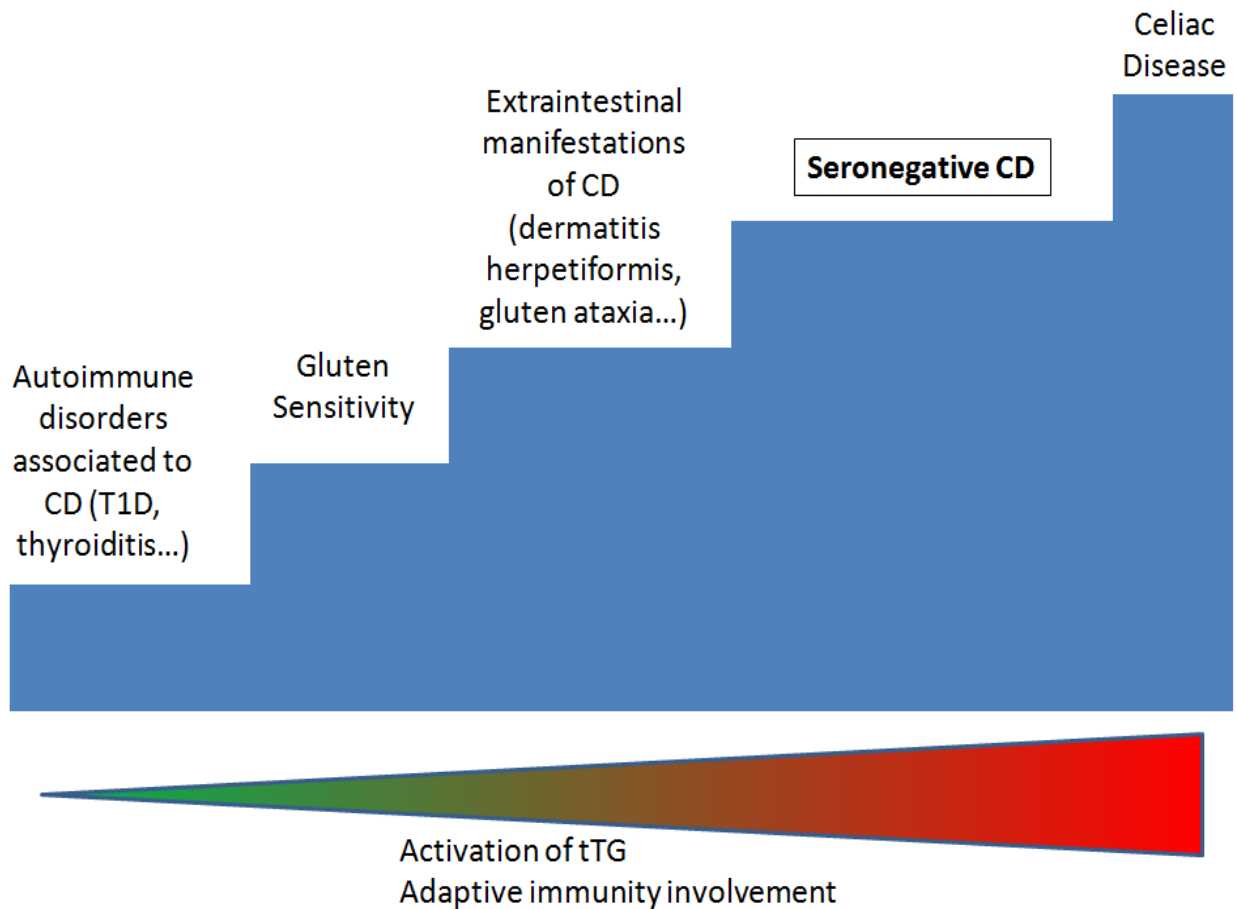 Autoimmune
disorders
associated to
CD (T1D,
thyroiditis...)
Gluten
Sensitivity
Extraintestinal
manifestations
of CD
(dermatitis
herpetiformis,
gluten ataxia...)
Seronegative CD
Celiac
Disease
Activation of tTG
Adaptive immunity involvement